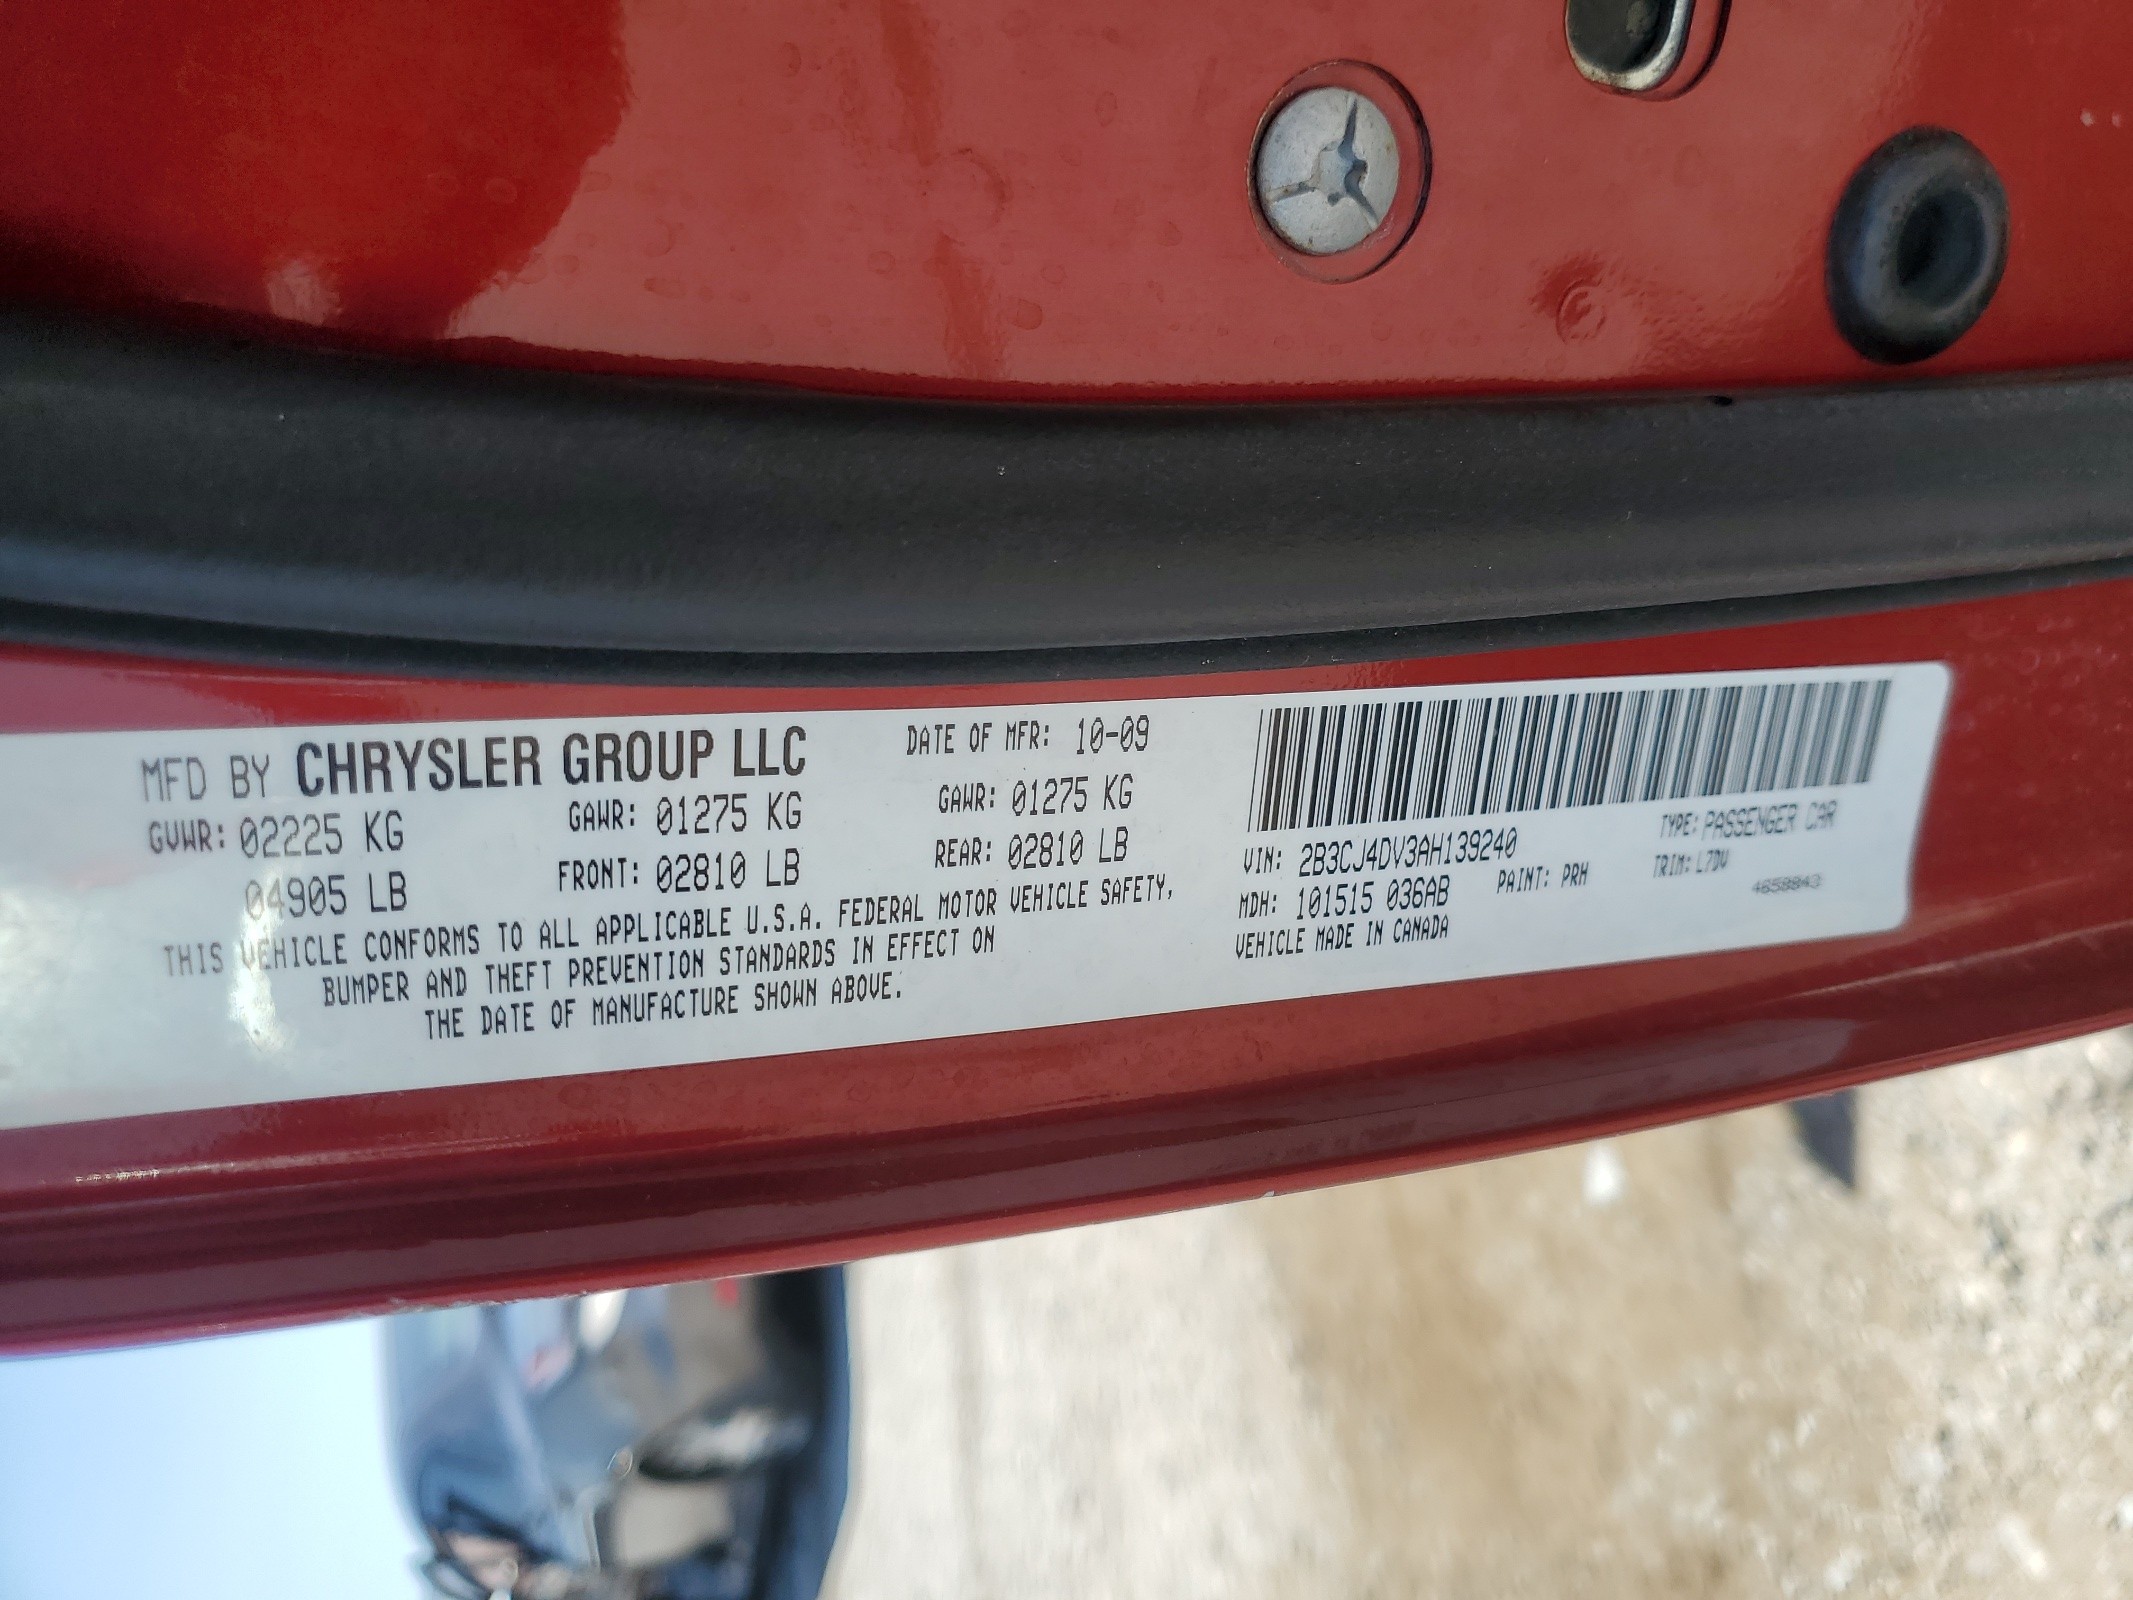 MFD BY CHRYSLER GROUP LLC DATE OF MFR: 10-09
GVWR: 02225 KG GAWR: 01275 KG GAWR: 01275 KG
04905 LB FRONT: 02810 LB REAR: 02810 LB
THIS VEHICLE CONFORMS TO ALL APPLICABLE U.S.A. FEDERAL MOTOR VEHICLE SAFETY,
BUMPER AND THEFT PREVENTION STANDARDS IN EFFECT ON
THE DATE OF MANUFACTURE SHOWN ABOVE.
VIN: 2B3CJ4DV3AH139240 TYPE: PASSENGER CAR
MDH: 101515 036AB PAINT: PRH TRIM: L7DV
VEHICLE MADE IN CANADA 4658843